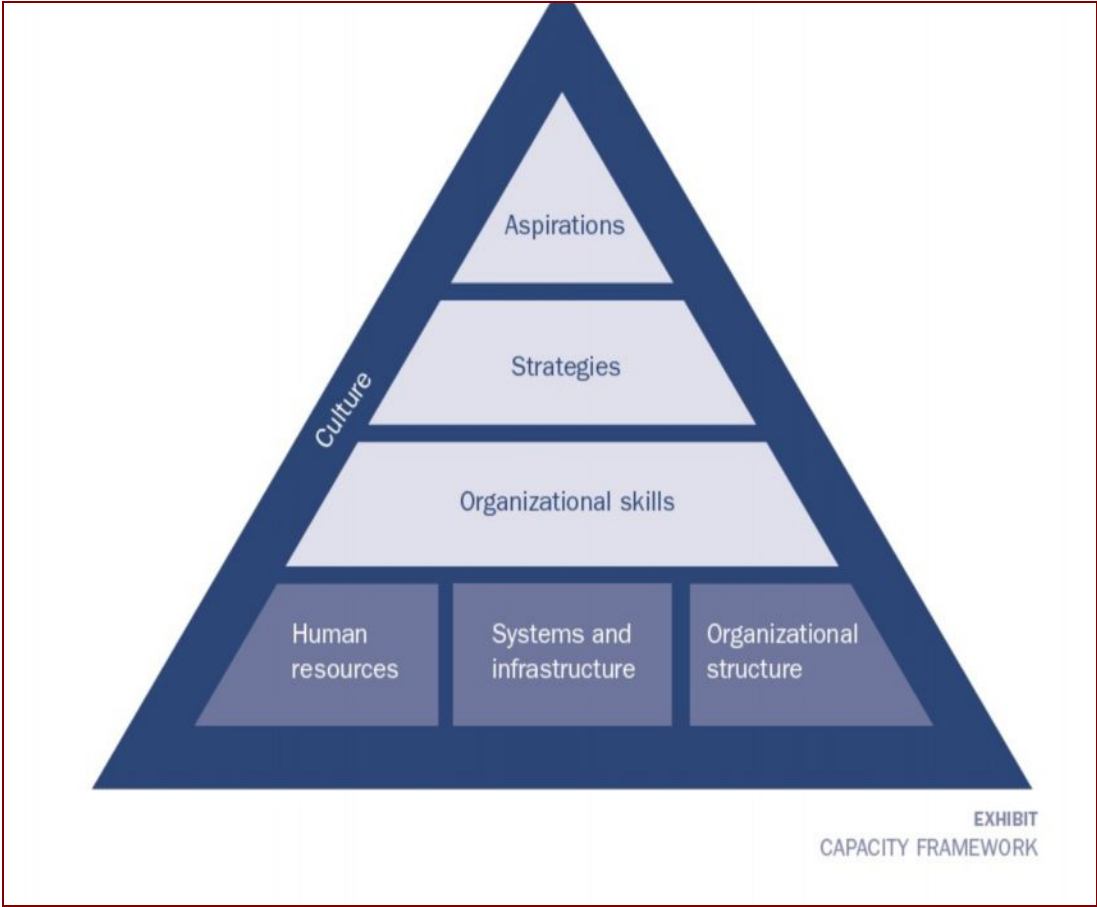 Aspirations
Strategies
Culture
Organizational skills
Human
resources
Systems and
infrastructure
Organizational
structure
EXHIBIT
CAPACITY FRAMEWORK